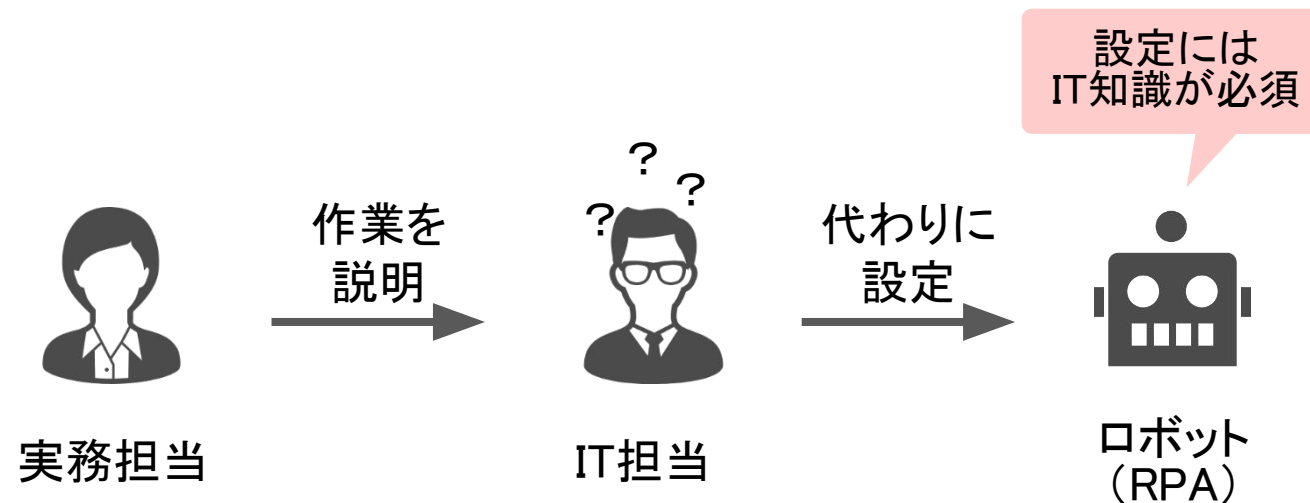 設定には
IT知識が必須
?
?
?
作業を
説明
代わりに
設定
実務担当
IT担当
ロボット
（RPA）